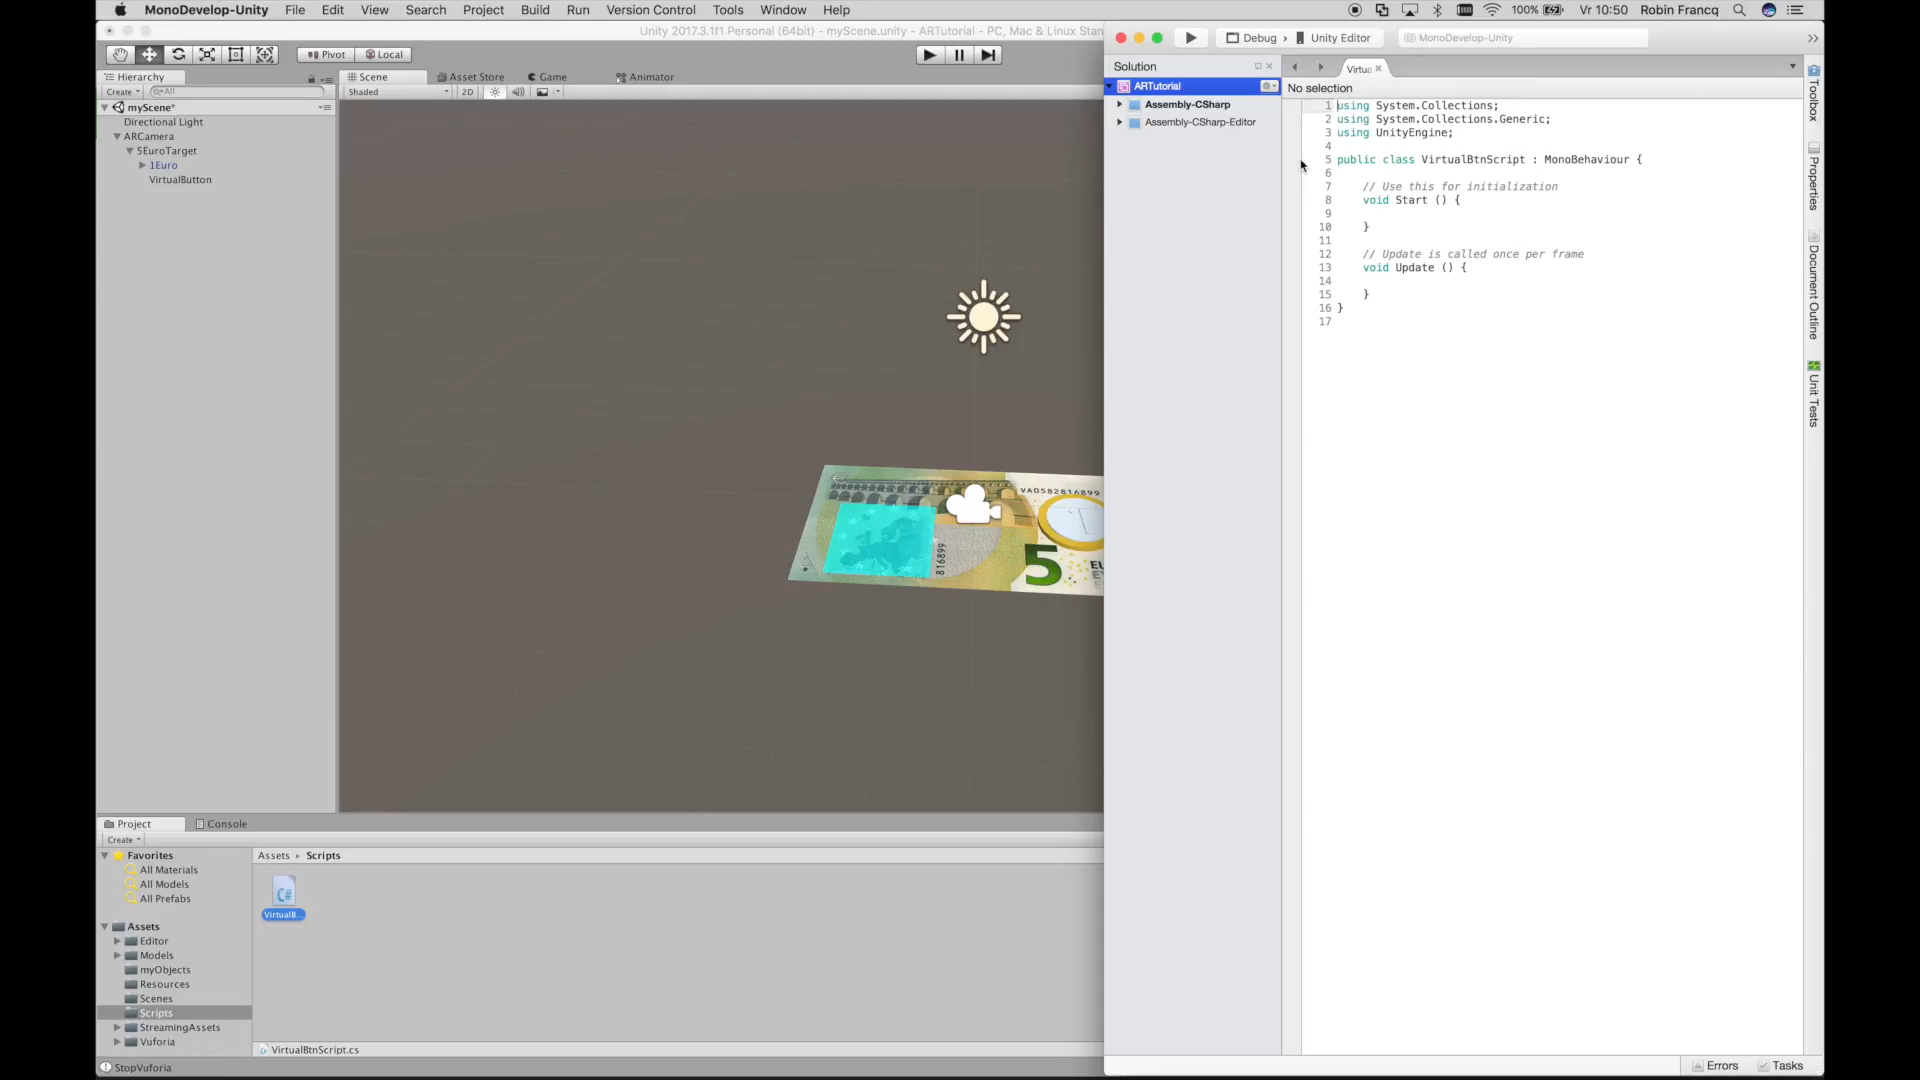 MonoDevelop-Unity File Edit View Search Project Build Run Version Control Tools Window Help 100% Vr 10:50 Robin Francq
Unity 2017.3.1f1 Personal (64bit) - myScene.unity - ARTutorial - PC, Mac & Linux Stan
Pivot Local
Debug › Unity Editor MonoDevelop-Unity
Hierarchy
Scene Asset Store Game Animator
Create All
Shaded 2D
myScene*
Directional Light
ARCamera
5EuroTarget
1Euro
VirtualButton
VA0582816899
816899
5
Solution
ARTutorial
Assembly-CSharp
Assembly-CSharp-Editor
Virtua
No selection
1 using System.Collections;
2 using System.Collections.Generic;
3 using UnityEngine;
4
5 public class VirtualBtnScript : MonoBehaviour {
6
7 // Use this for initialization
8 void Start () {
9
10 }
11
12 // Update is called once per frame
13 void Update () {
14
15 }
16 }
17
Toolbox
Properties
Document Outline
Unit Tests
Project Console
Create
Favorites
All Materials
All Models
All Prefabs
Assets
Editor
Models
myObjects
Resources
Scenes
Scripts
StreamingAssets
Vuforia
Assets Scripts
C#
VirtualB...
VirtualBtnScript.cs
StopVuforia
Errors Tasks